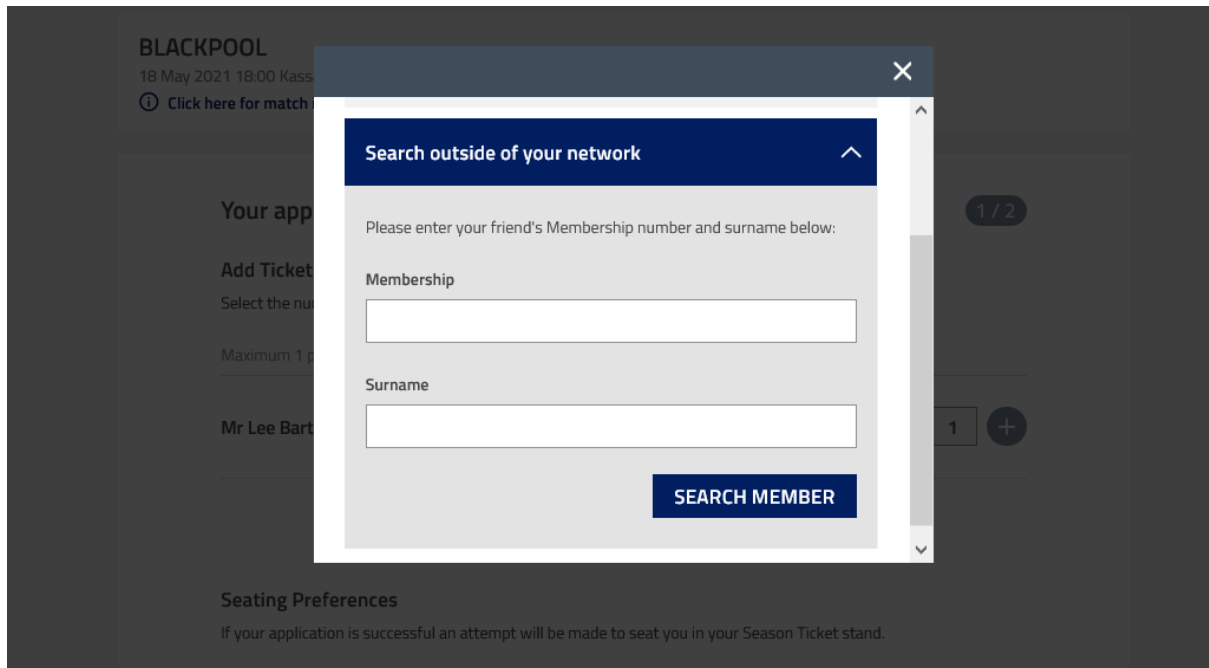 BLACKPOOL
18 May 2021 18:00 Kass
Click here for match i
Search outside of your network
Your app
1 / 2
Please enter your friend's Membership number and surname below:
Add Ticket
Membership
Select the nu
Maximum 1 p
Surname
Mr Lee Bart
1
SEARCH MEMBER
Seating Preferences
If your application is successful an attempt will be made to seat you in your Season Ticket stand.